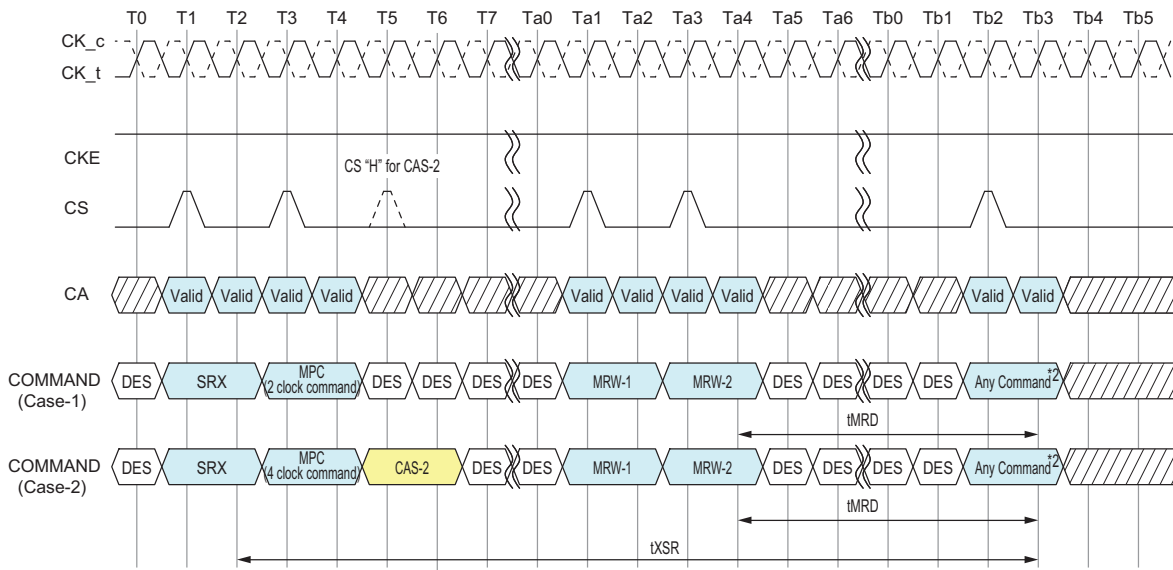 T0 T1 T2 T3 T4 T5 T6 T7 Ta0 Ta1 Ta2 Ta3 Ta4 Ta5 Ta6 Tb0 Tb1 Tb2 Tb3 Tb4 Tb5
CK_c
CK_t
CKE
CS "H" for CAS-2
CS
CA Valid Valid Valid Valid Valid Valid Valid Valid Valid Valid
COMMAND
(Case-1)
DES SRX MPC
(2 clock command)
DES DES DES DES MRW-1 MRW-2 DES DES DES DES Any Command*2
tMRD
COMMAND
(Case-2)
DES SRX MPC
(4 clock command)
CAS-2 DES DES MRW-1 MRW-2 DES DES DES DES Any Command*2
tMRD
tXSR